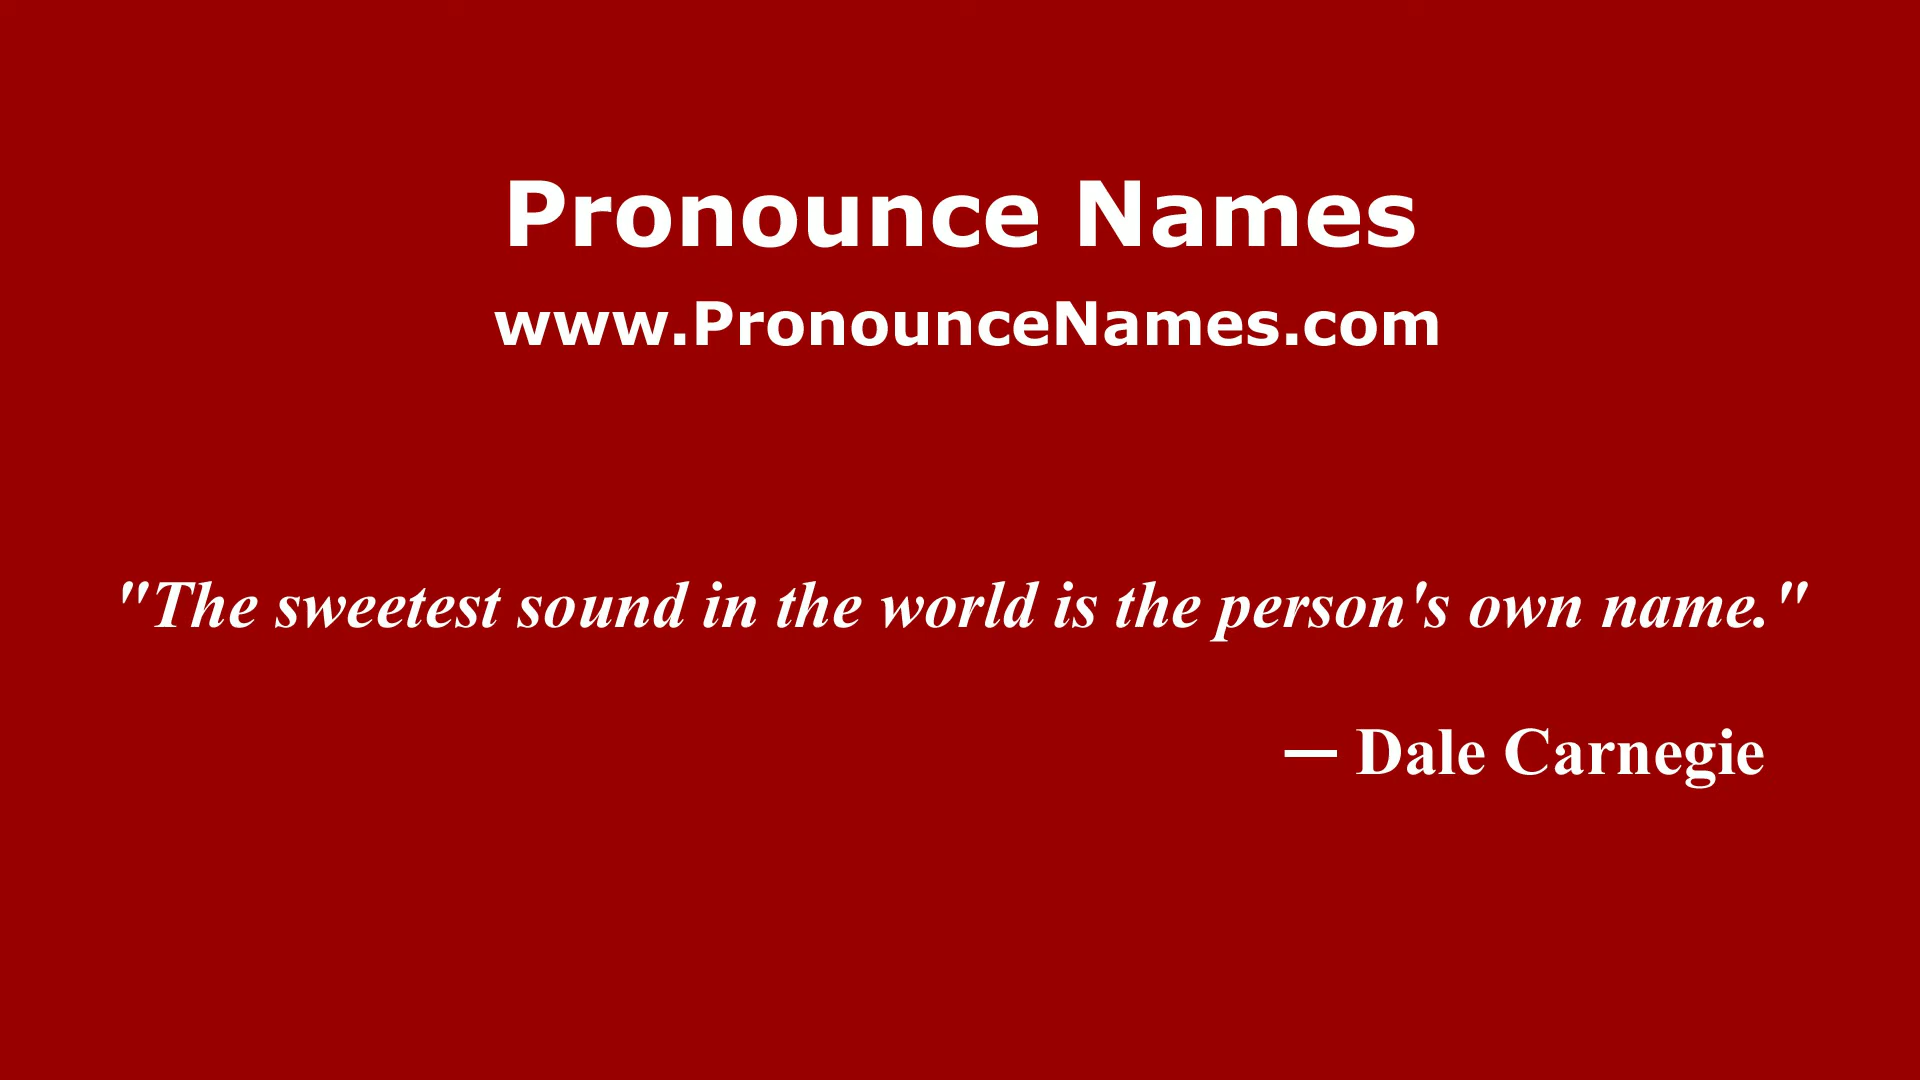 Pronounce Names
www.PronounceNames.com
"The sweetest sound in the world is the person's own name."
— Dale Carnegie